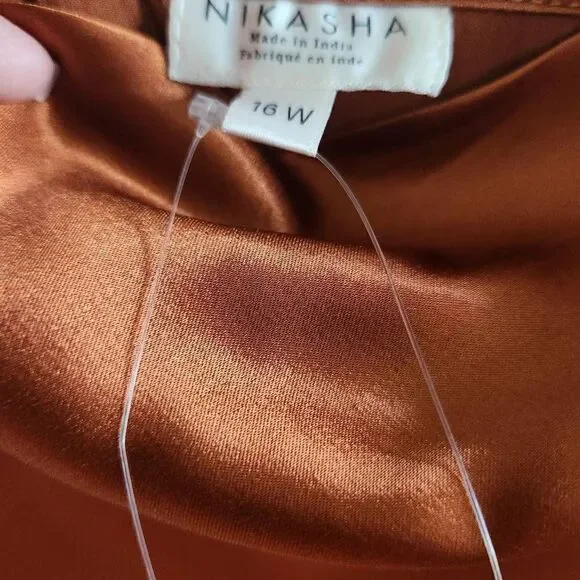 NIKASHA
Made in India
Fabriqué en inde
16 W